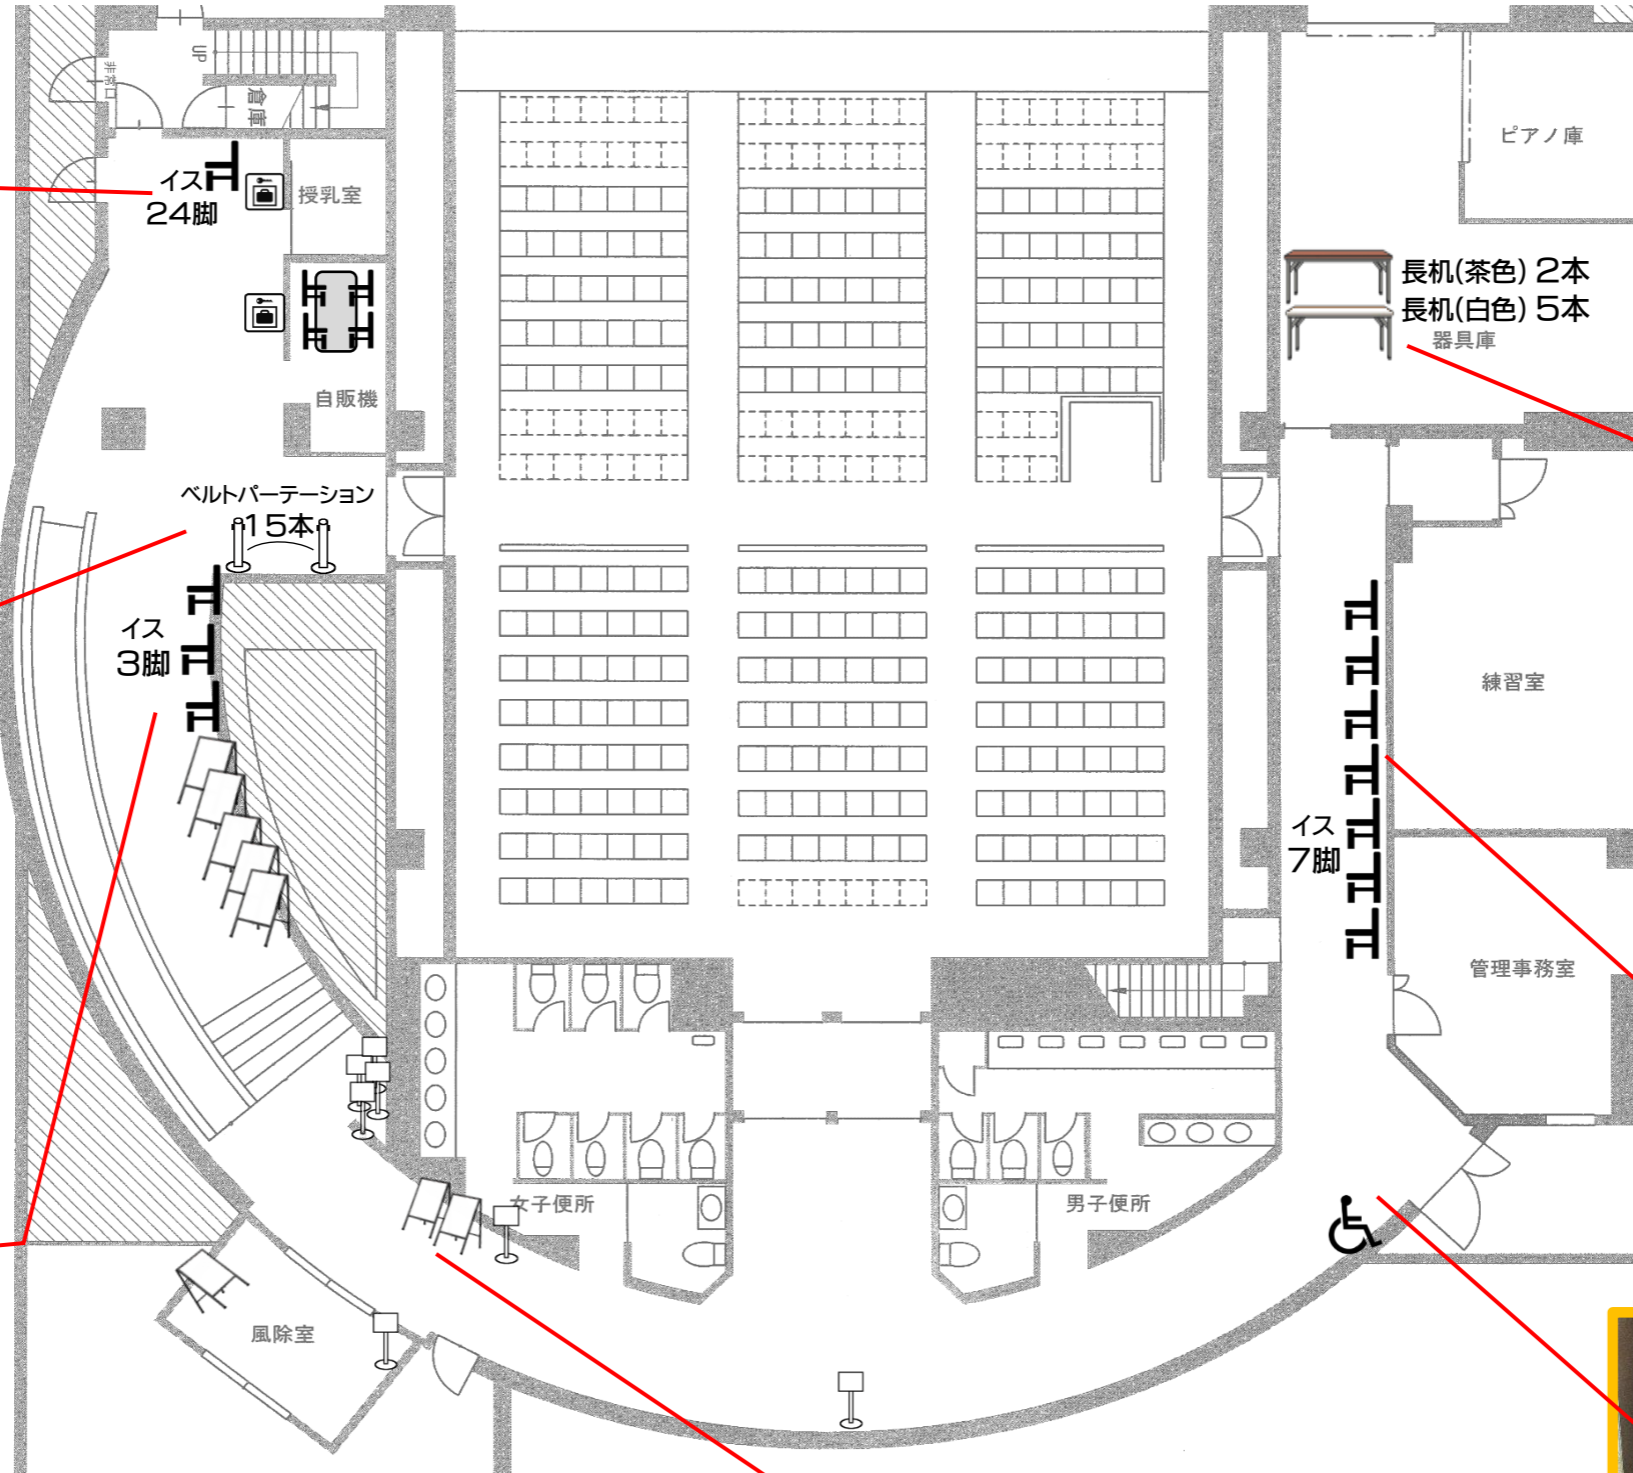 UP
非常口
倉庫
ピアノ庫
イス
24脚
授乳室
長机(茶色) 2本
長机(白色) 5本
器具庫
自販機
ベルトパーテーション
15本
イス
3脚
練習室
イス
7脚
管理事務室
女子便所
男子便所
風除室